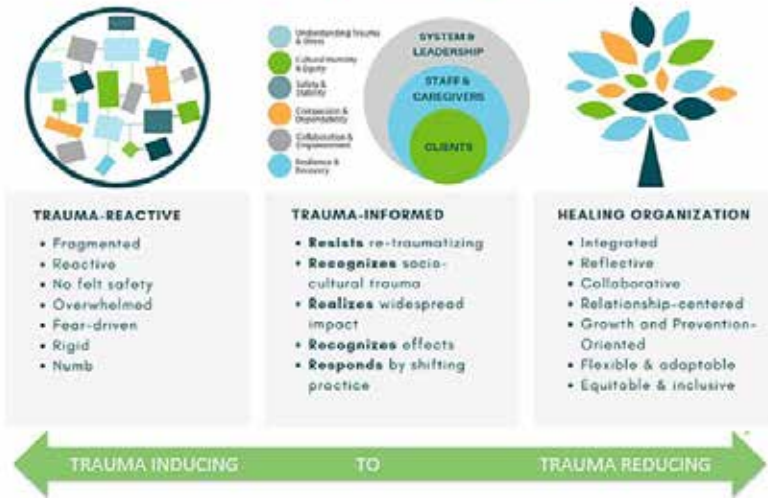 Understanding Trauma
& Stress
Cultural Humility
& Equity
Safety &
Stability
Compassion &
Dependability
Collaboration &
Empowerment
Resilience &
Recovery
SYSTEM &
LEADERSHIP
STAFF &
CAREGIVERS
CLIENTS
TRAUMA-REACTIVE
• Fragmented
• Reactive
• No felt safety
• Overwhelmed
• Fear-driven
• Rigid
• Numb
TRAUMA-INFORMED
• Resists re-traumatizing
• Recognizes socio-
cultural trauma
• Realizes widespread
impact
• Recognizes effects
• Responds by shifting
practice
HEALING ORGANIZATION
• Integrated
• Reflective
• Collaborative
• Relationship-centered
• Growth and Prevention-
Oriented
• Flexible & adaptable
• Equitable & inclusive
TRAUMA INDUCING TO TRAUMA REDUCING